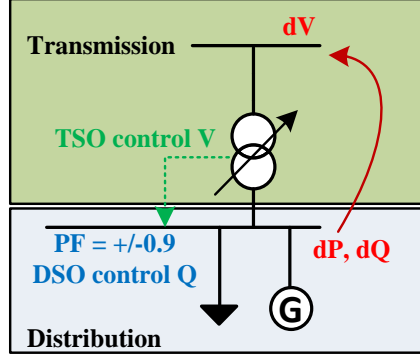 dV
Transmission
TSO control V
PF = +/-0.9
DSO control Q
dP, dQ
G
Distribution